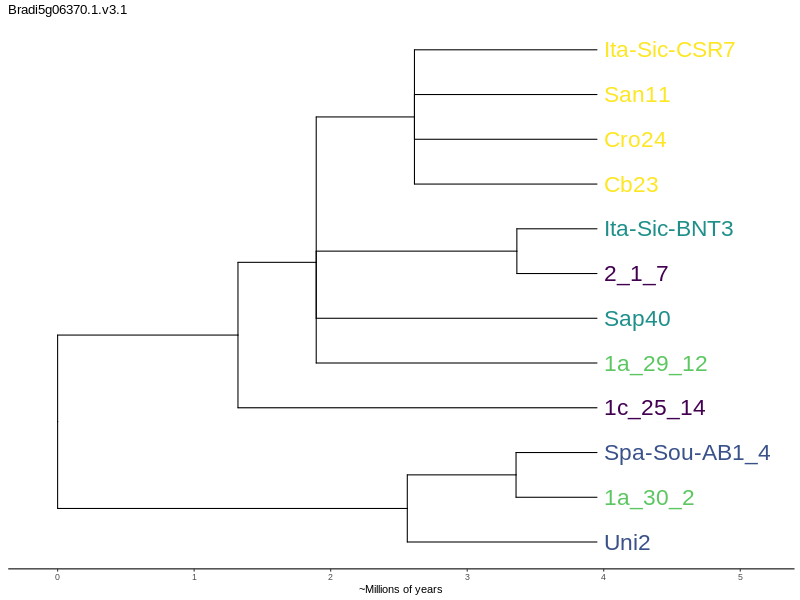 Bradi5g06370.1.v3.1
Ita-Sic-CSR7
San11
Cro24
Cb23
Ita-Sic-BNT3
2_1_7
Sap40
1a_29_12
1c_25_14
Spa-Sou-AB1_4
1a_30_2
Uni2
0 1 2 3 4 5
~Millions of years